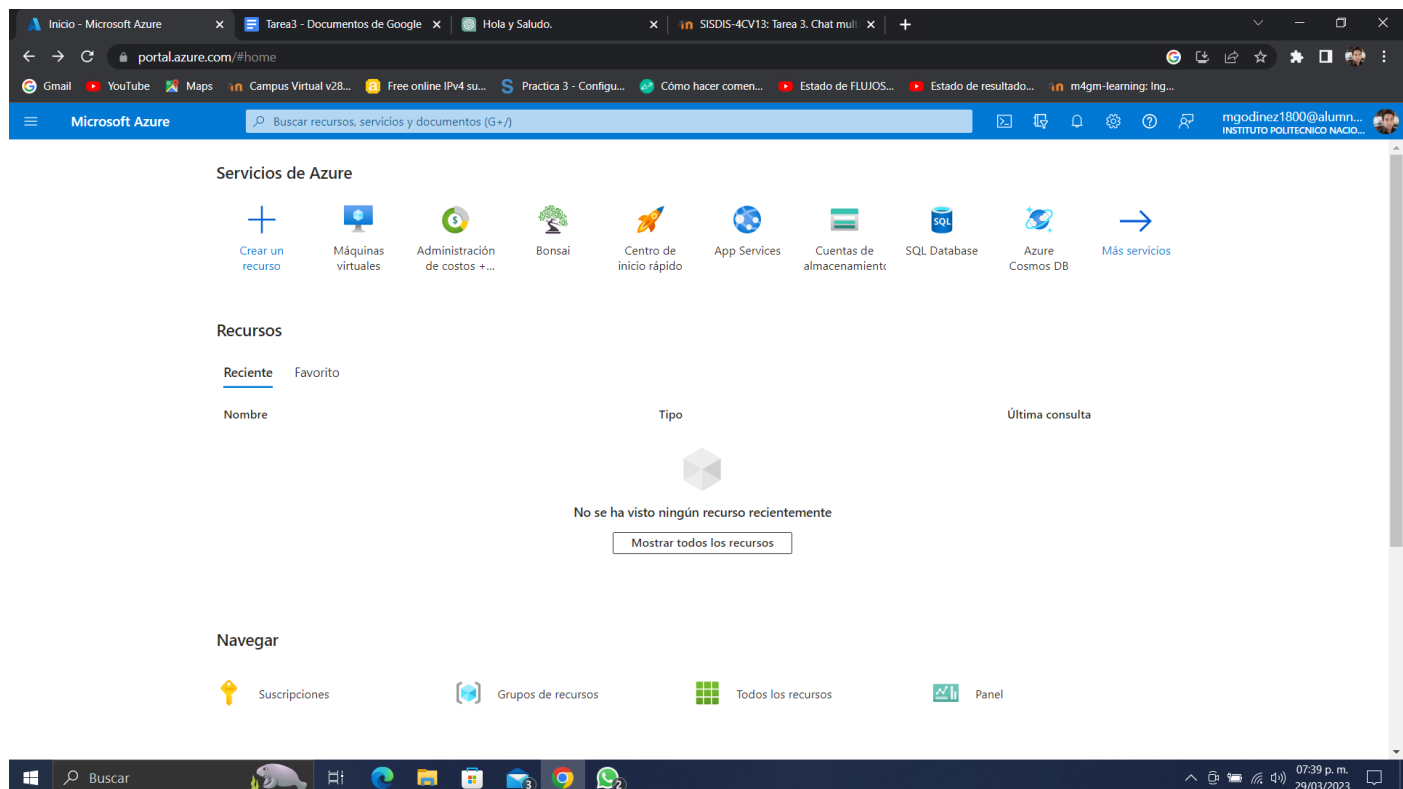 Inicio - Microsoft Azure
Tarea3 - Documentos de Google
Hola y Saludo.
SISDIS-4CV13: Tarea 3. Chat mult
portal.azure.com/#home
Gmail
YouTube
Maps
Campus Virtual v28...
Free online IPv4 su...
Practica 3 - Configu...
Cómo hacer comen...
Estado de FLUJOS...
Estado de resultado...
m4gm-learning: Ing...
Microsoft Azure
Buscar recursos, servicios y documentos (G+/)
mgodinez1800@alumn...
INSTITUTO POLITECNICO NACIO...
Servicios de Azure
Crear un
recurso
Máquinas
virtuales
Administración
de costos +...
Bonsai
Centro de
inicio rápido
App Services
Cuentas de
almacenamiento
SQL
SQL Database
Azure
Cosmos DB
Más servicios
Recursos
Reciente
Favorito
Nombre
Tipo
Última consulta
No se ha visto ningún recurso recientemente
Mostrar todos los recursos
Navegar
Suscripciones
Grupos de recursos
Todos los recursos
Panel
Buscar
3
2
07:39 p. m.
29/03/2023